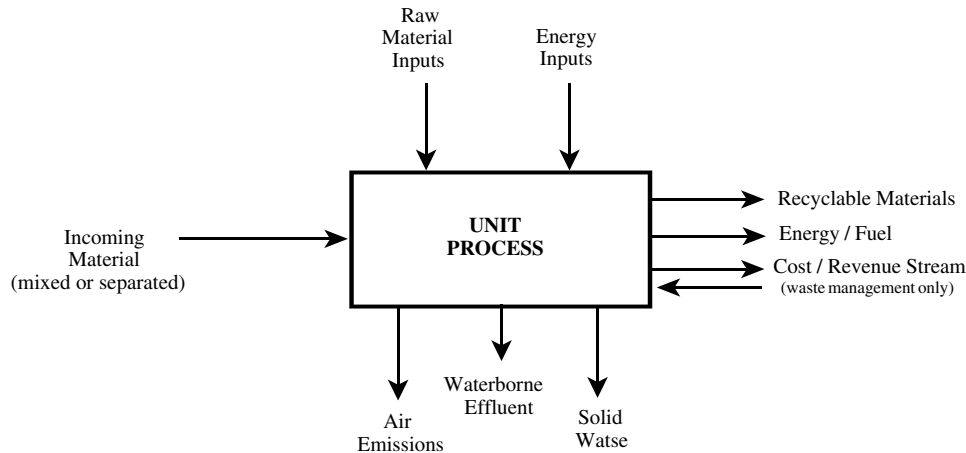 Raw
Material
Inputs
Energy
Inputs
UNIT
PROCESS
Incoming
Material
(mixed or separated)
Recyclable Materials
Energy / Fuel
Cost / Revenue Stream
(waste management only)
Air
Emissions
Waterborne
Effluent
Solid
Watse